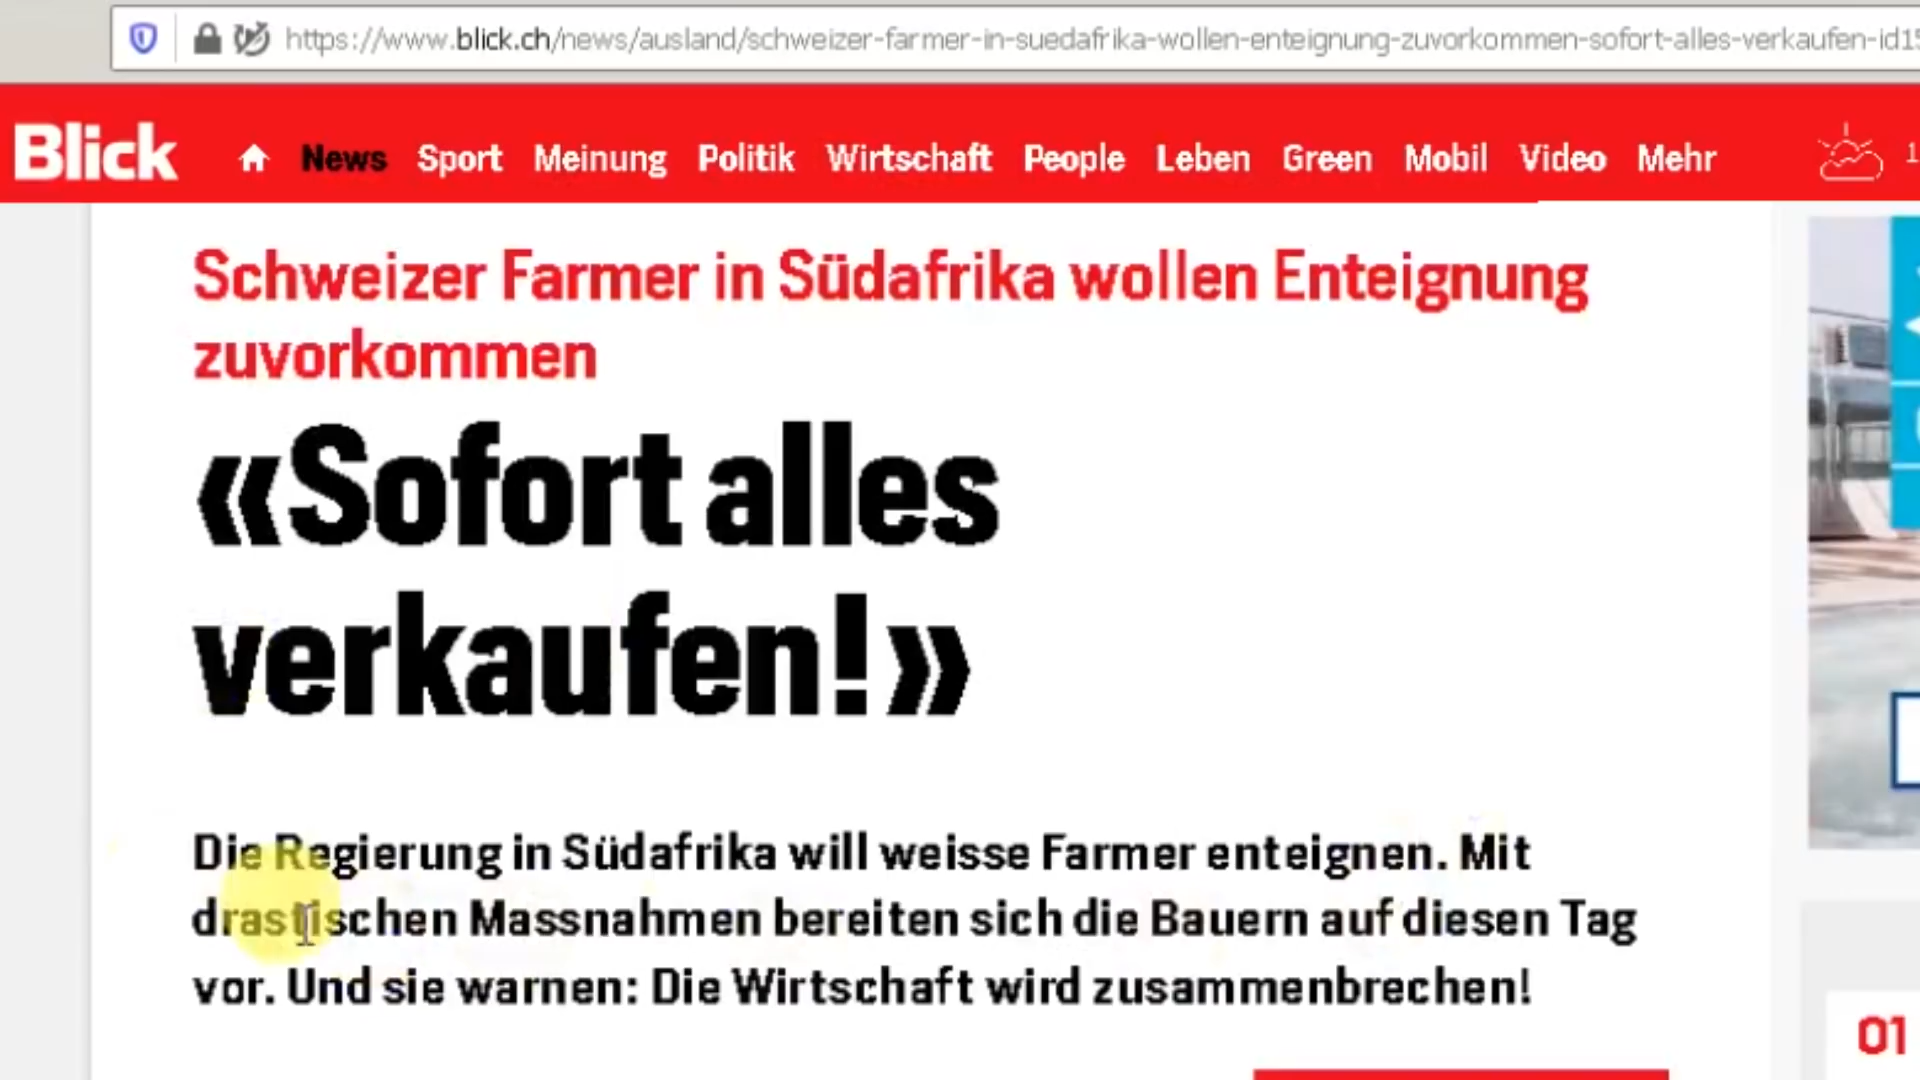 https://www.blick.ch/news/ausland/schweizer-farmer-in-suedafrika-wollen-enteignung-zuvorkommen-sofort-alles-verkaufen-id15
Blick News Sport Meinung Politik Wirtschaft People Leben Green Mobil Video Mehr 1
Schweizer Farmer in Südafrika wollen Enteignung
zuvorkommen
«Sofort alles
verkaufen!»
Die Regierung in Südafrika will weisse Farmer enteignen. Mit
drastischen Massnahmen bereiten sich die Bauern auf diesen Tag
vor. Und sie warnen: Die Wirtschaft wird zusammenbrechen!
01